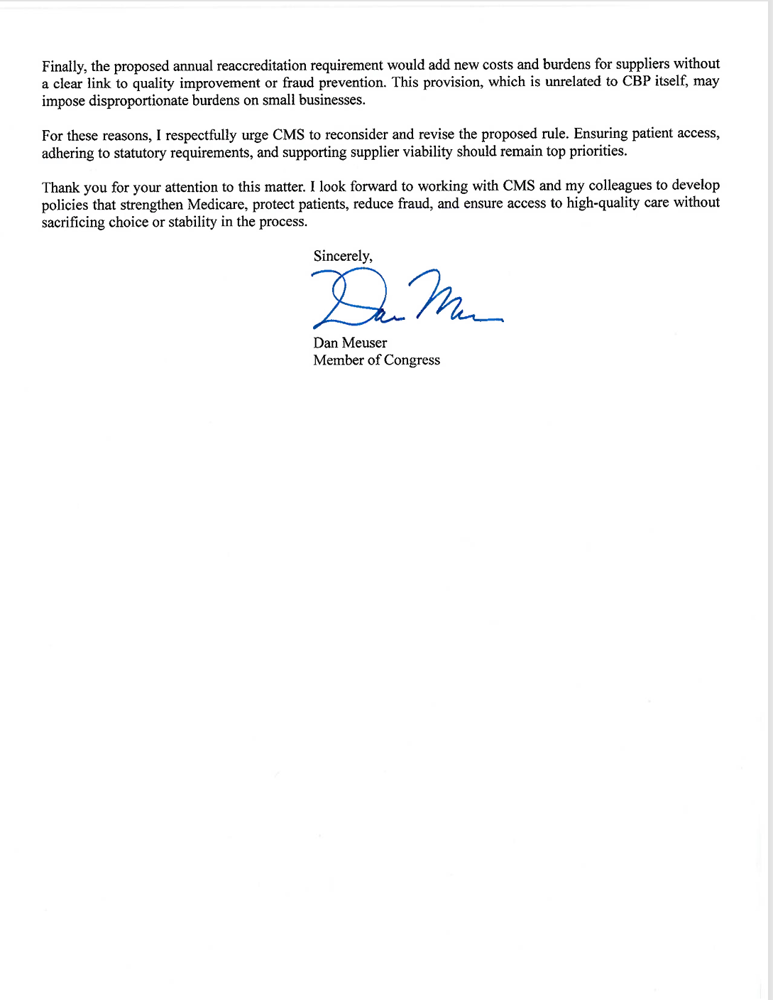 Finally, the proposed annual reaccreditation requirement would add new costs and burdens for suppliers without
a clear link to quality improvement or fraud prevention. This provision, which is unrelated to CBP itself, may
impose disproportionate burdens on small businesses.
For these reasons, I respectfully urge CMS to reconsider and revise the proposed rule. Ensuring patient access,
adhering to statutory requirements, and supporting supplier viability should remain top priorities.
Thank you for your attention to this matter. I look forward to working with CMS and my colleagues to develop
policies that strengthen Medicare, protect patients, reduce fraud, and ensure access to high-quality care without
sacrificing choice or stability in the process.
Sincerely,
Dan Meuser
Member of Congress